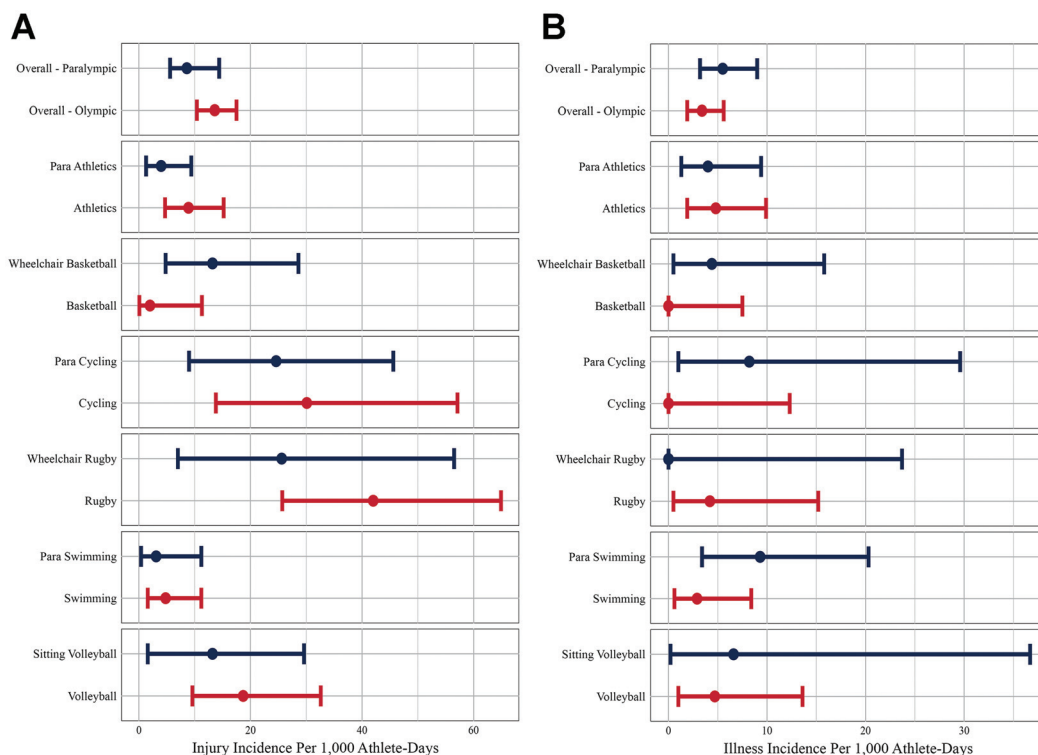 A
Overall - Paralympic
Overall - Olympic
Para Athletics
Athletics
Wheelchair Basketball
Basketball
Para Cycling
Cycling
Wheelchair Rugby
Rugby
Para Swimming
Swimming
Sitting Volleyball
Volleyball
0 20 40 60
Injury Incidence Per 1,000 Athlete-Days
B
Overall - Paralympic
Overall - Olympic
Para Athletics
Athletics
Wheelchair Basketball
Basketball
Para Cycling
Cycling
Wheelchair Rugby
Rugby
Para Swimming
Swimming
Sitting Volleyball
Volleyball
0 10 20 30
Illness Incidence Per 1,000 Athlete-Days